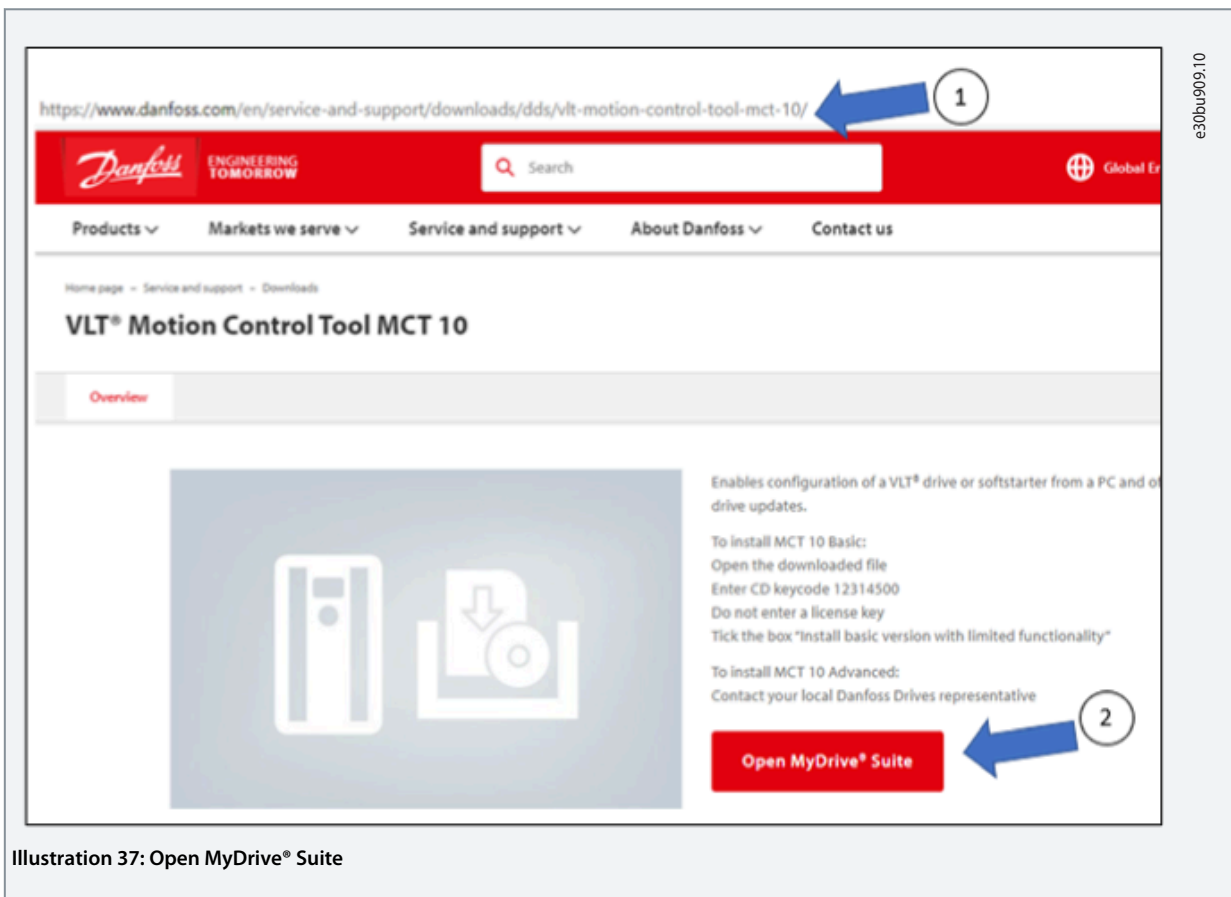 https://www.danfoss.com/en/service-and-support/downloads/dds/vlt-motion-control-tool-mct-10/
1
e30bu909.10
Danfoss
ENGINEERING
TOMORROW
Search
Global Er
Products
Markets we serve
Service and support
About Danfoss
Contact us
Home page – Service and support – Downloads
VLT® Motion Control Tool MCT 10
Overview
Enables configuration of a VLT® drive or softstarter from a PC and of
drive updates.
To install MCT 10 Basic:
Open the downloaded file
Enter CD keycode 12314500
Do not enter a license key
Tick the box "Install basic version with limited functionality"
To install MCT 10 Advanced:
Contact your local Danfoss Drives representative
2
Open MyDrive® Suite
Illustration 37: Open MyDrive® Suite